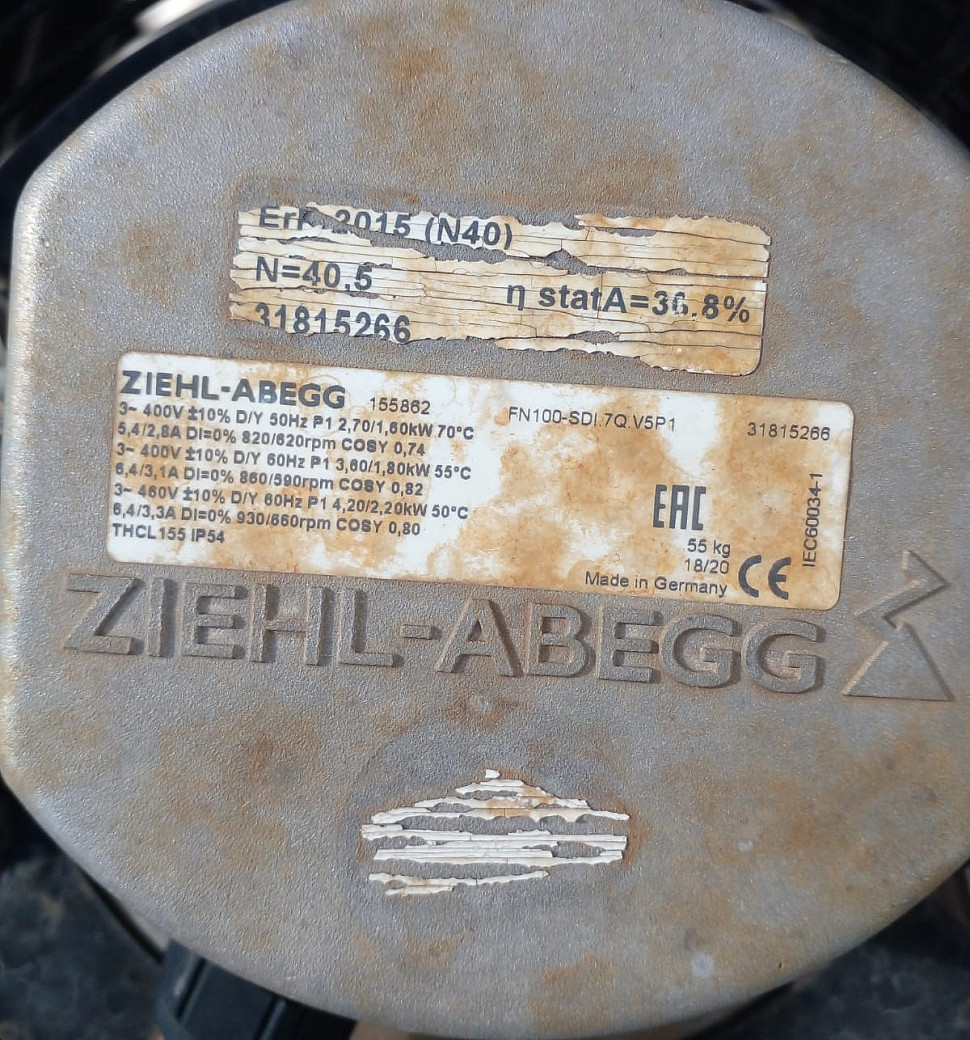 ErP 2015 (N40)
N=40,5
η statA=36.8%
31815266
ZIEHL-ABEGG 155862 FN100-SDI.7Q.V5P1 31815266
3~ 400V ±10% D/Y 50Hz P1 2,70/1,60kW 70°C
5,4/2,8A DI=0% 820/620rpm COSY 0,74
3~ 400V ±10% D/Y 60Hz P1 3,60/1,80kW 55°C
6,4/3,1A DI=0% 860/590rpm COSY 0,82
3~ 460V ±10% D/Y 60Hz P1 4,20/2,20kW 50°C
6,4/3,3A DI=0% 930/660rpm COSY 0,80
THCL155 IP54
EAC
55 kg
18/20
Made in Germany CE
IEC60034-1
ZIEHL-ABEGG